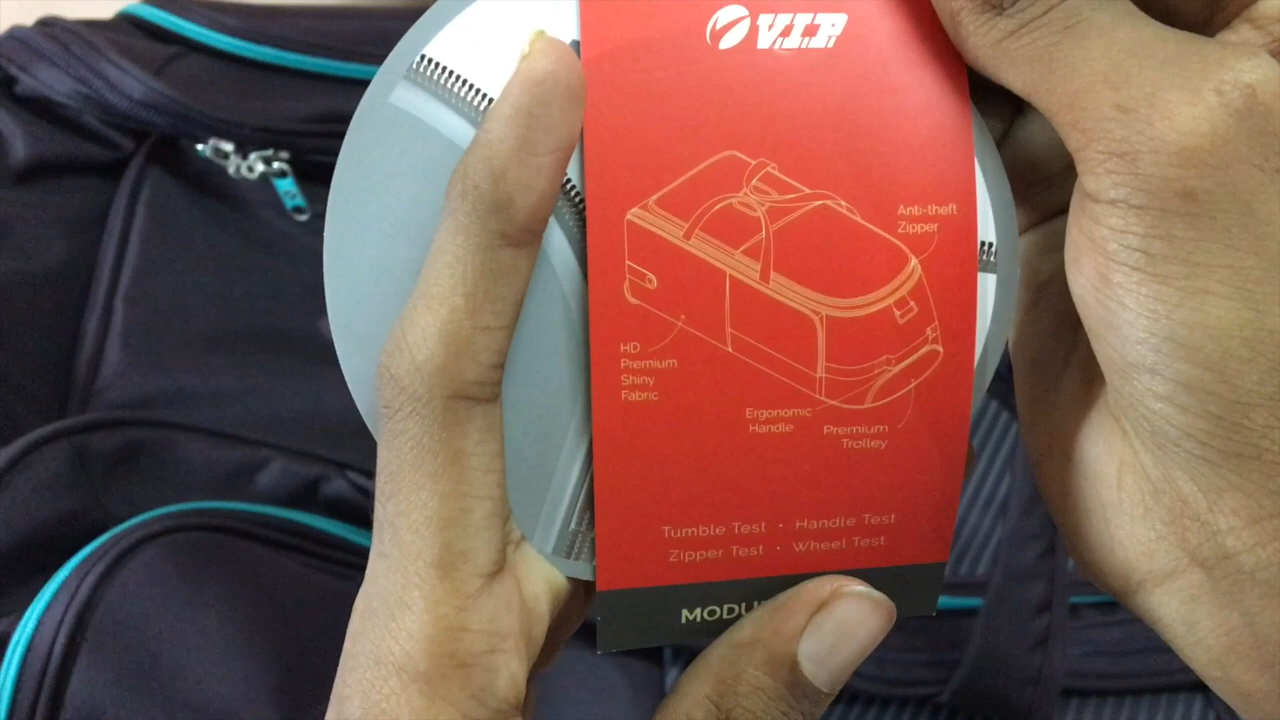 V.I.P.
Anti-theft
Zipper
HD
Premium
Shiny
Fabric
Ergonomic
Handle
Premium
Trolley
Tumble Test • Handle Test
Zipper Test • Wheel Test